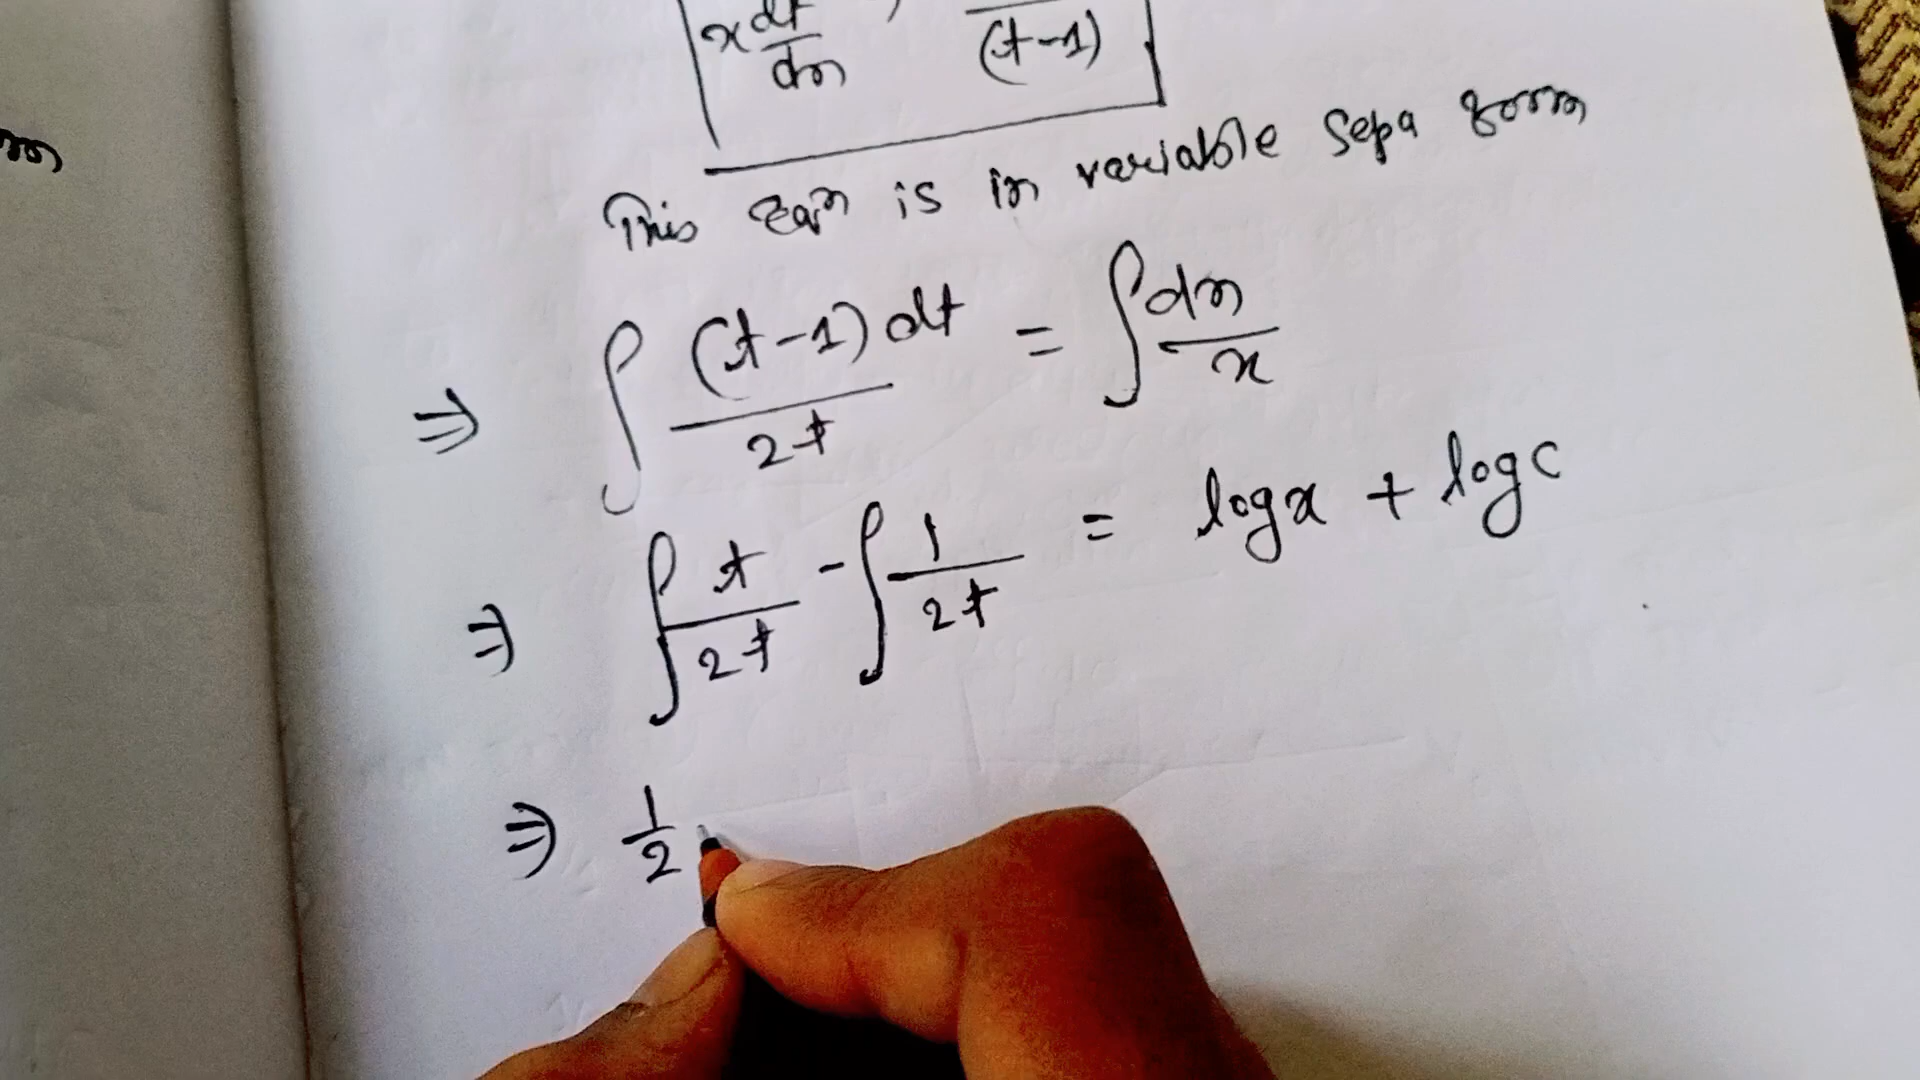 x dt/dx (t-1)
This Eqn is in variable sepa form
⇒ ∫ (t-1) dt / 2t = ∫ dx / x
⇒ ∫ t / 2t - ∫ 1 / 2t = log x + log c
⇒ 1/2